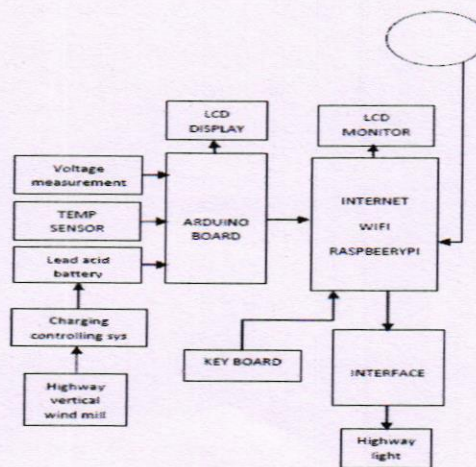 LCD
DISPLAY
LCD
MONITOR
Voltage
measurement
TEMP
SENSOR
Lead acid
battery
ARDUINO
BOARD
INTERNET
WIFI
RASPBEERYPI
Charging
controlling sys
KEY BOARD
INTERFACE
Highway
vertical
wind mill
Highway
light